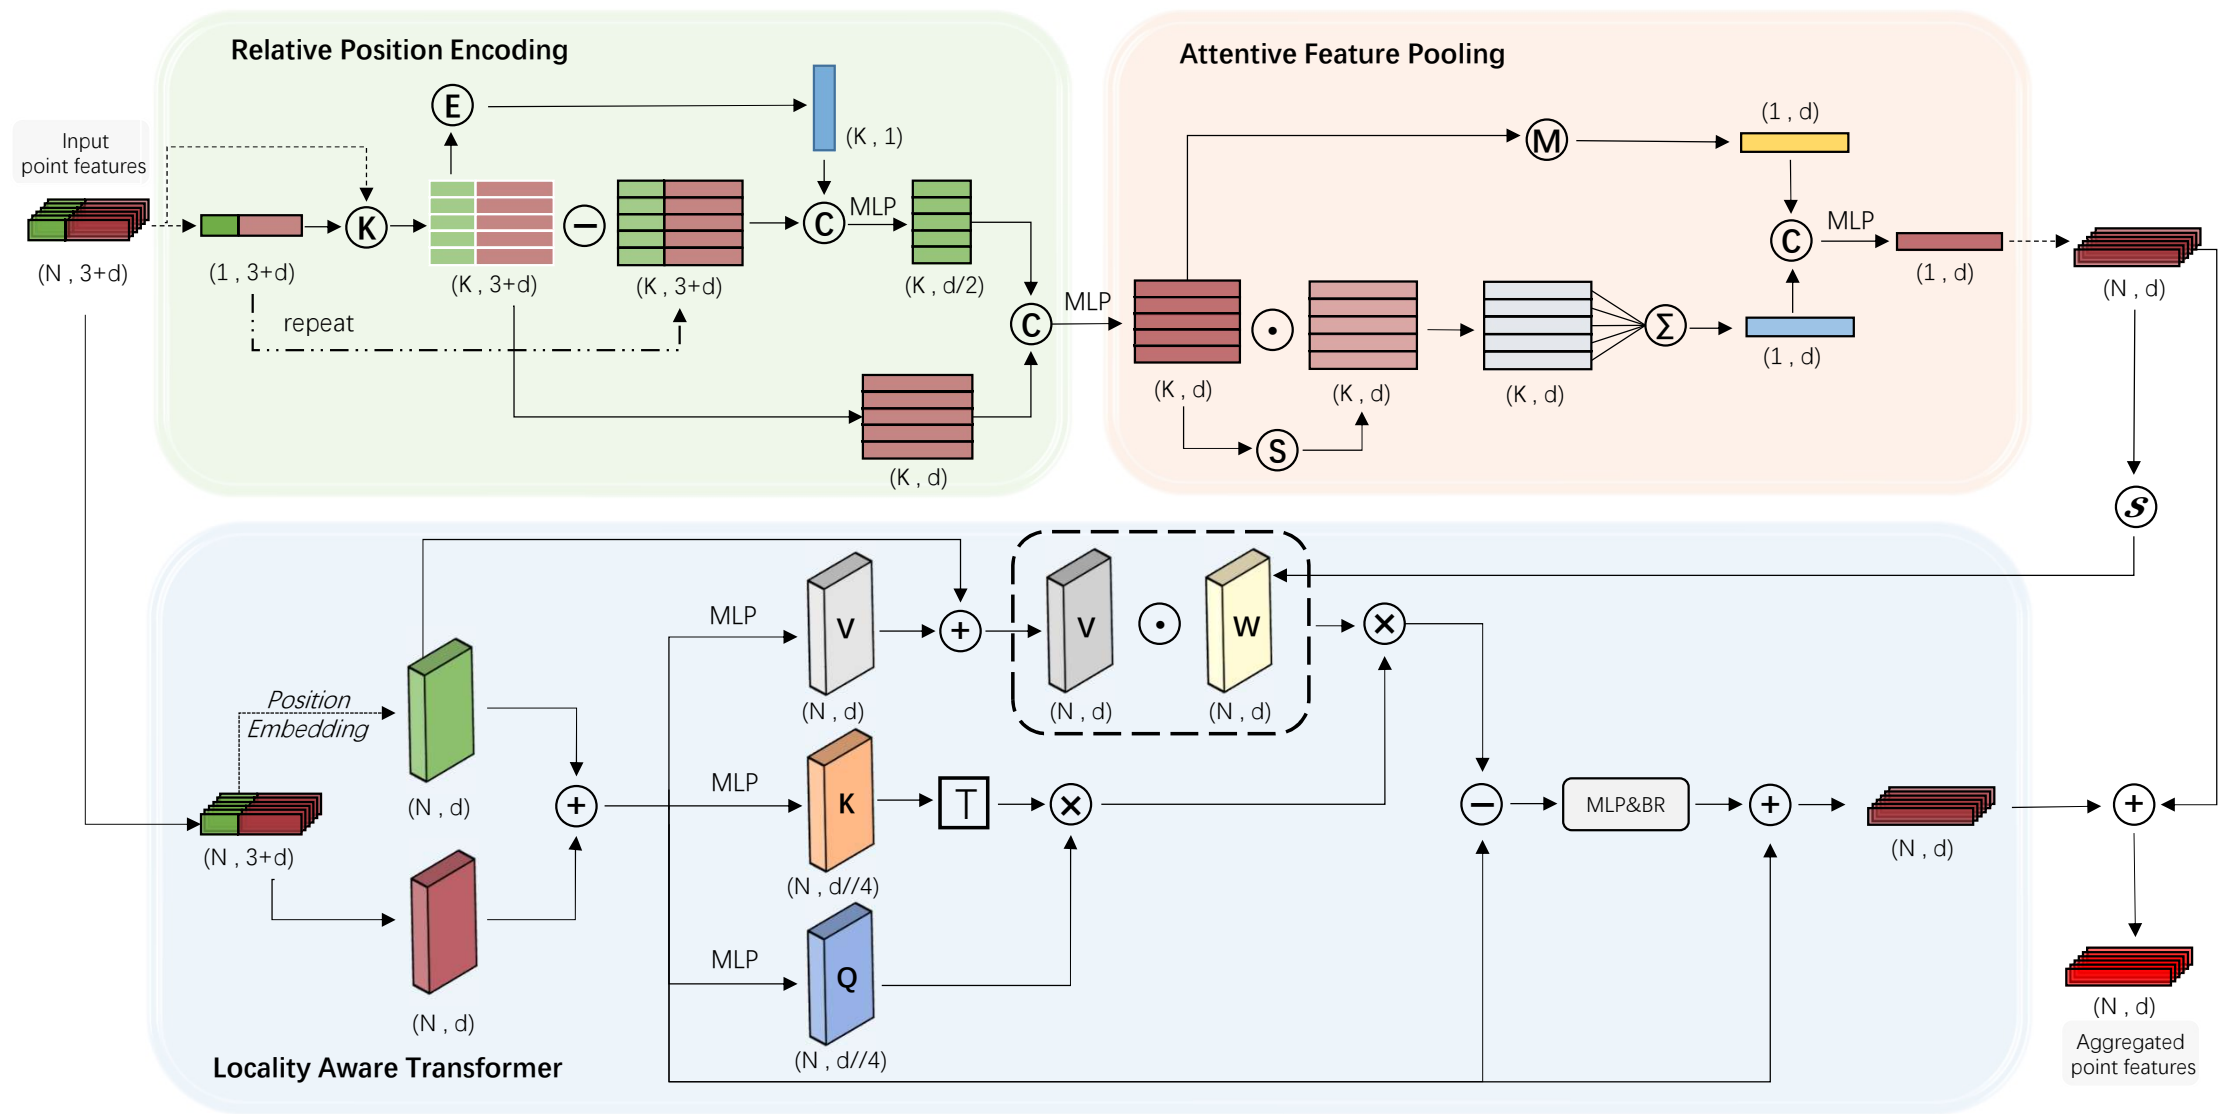 Relative Position Encoding
Attentive Feature Pooling
Input
point features
(N , 3+d)
E
(K , 1)
(1 , 3+d)
K
(K , 3+d)
−
(K , 3+d)
C
MLP
(K , d/2)
repeat
(K , d)
C
MLP
(K , d)
S
(K , d)
(K , d)
M
(1 , d)
Σ
(1 , d)
C
MLP
(1 , d)
(N , d)
S
Locality Aware Transformer
(N , 3+d)
Position
Embedding
(N , d)
(N , d)
+
MLP
V
(N , d)
+
V
(N , d)
W
(N , d)
×
MLP
K
(N , d//4)
T
×
MLP
Q
(N , d//4)
−
MLP&BR
+
(N , d)
+
(N , d)
Aggregated
point features